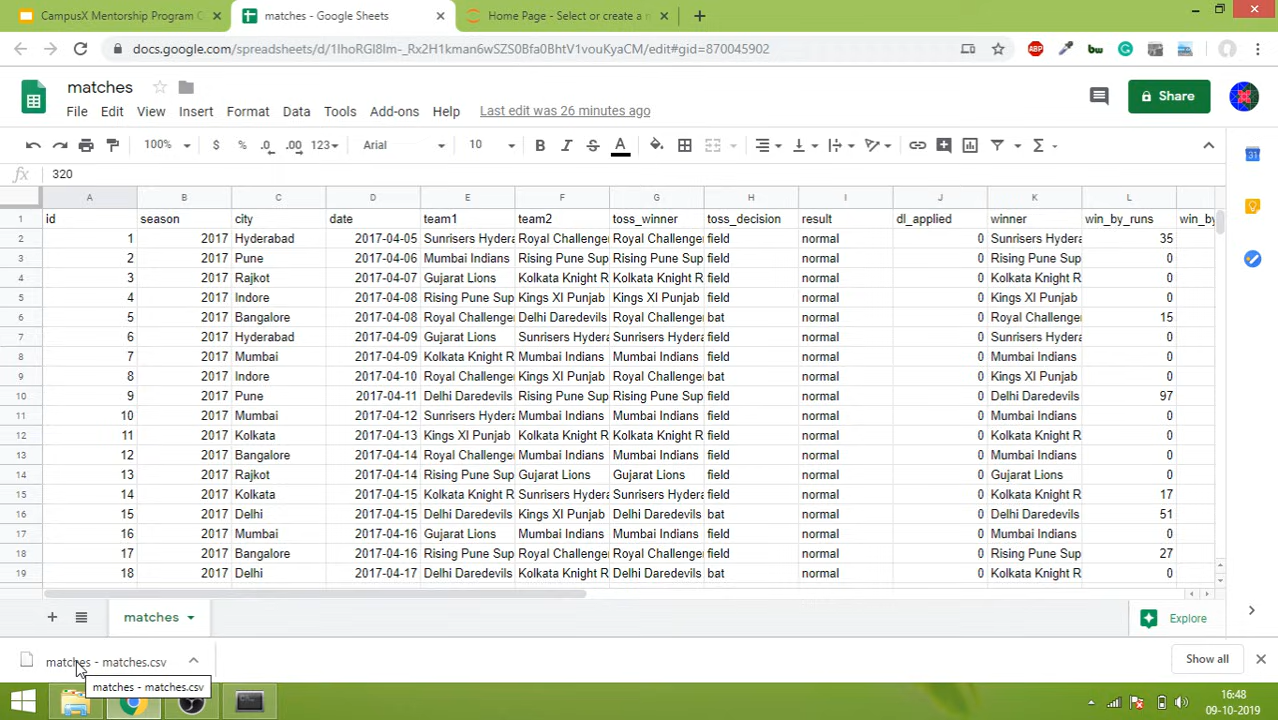 CampusX Mentorship Program C
matches - Google Sheets
Home Page - Select or create a n
docs.google.com/spreadsheets/d/1IhoRGl8Im-_Rx2H1kman6wSZS0Bfa0BhtV1vouKyaCM/edit#gid=870045902
ABP
bw
matches
Share
File Edit View Insert Format Data Tools Add-ons Help Last edit was 26 minutes ago
100% $ % .0 .00 123 Arial 10 B I S A
fx 320
A B C D E F G H I J K L
1 id season city date team1 team2 toss_winner toss_decision result dl_applied winner win_by_runs win_by
2 1 2017 Hyderabad 2017-04-05 Sunrisers Hydera Royal Challenge Royal Challenge field normal 0 Sunrisers Hydera 35
3 2 2017 Pune 2017-04-06 Mumbai Indians Rising Pune Sup Rising Pune Sup field normal 0 Rising Pune Sup 0
4 3 2017 Rajkot 2017-04-07 Gujarat Lions Kolkata Knight R Kolkata Knight R field normal 0 Kolkata Knight R 0
5 4 2017 Indore 2017-04-08 Rising Pune Sup Kings XI Punjab Kings XI Punjab field normal 0 Kings XI Punjab 0
6 5 2017 Bangalore 2017-04-08 Royal Challenge Delhi Daredevils Royal Challenge bat normal 0 Royal Challenge 15
7 6 2017 Hyderabad 2017-04-09 Gujarat Lions Sunrisers Hydera Sunrisers Hydera field normal 0 Sunrisers Hydera 0
8 7 2017 Mumbai 2017-04-09 Kolkata Knight R Mumbai Indians Mumbai Indians field normal 0 Mumbai Indians 0
9 8 2017 Indore 2017-04-10 Royal Challenge Kings XI Punjab Royal Challenge bat normal 0 Kings XI Punjab 0
10 9 2017 Pune 2017-04-11 Delhi Daredevils Rising Pune Sup Rising Pune Sup field normal 0 Delhi Daredevils 97
11 10 2017 Mumbai 2017-04-12 Sunrisers Hydera Mumbai Indians Mumbai Indians field normal 0 Mumbai Indians 0
12 11 2017 Kolkata 2017-04-13 Kings XI Punjab Kolkata Knight R Kolkata Knight R field normal 0 Kolkata Knight R 0
13 12 2017 Bangalore 2017-04-14 Royal Challenge Mumbai Indians Mumbai Indians field normal 0 Mumbai Indians 0
14 13 2017 Rajkot 2017-04-14 Rising Pune Sup Gujarat Lions Gujarat Lions field normal 0 Gujarat Lions 0
15 14 2017 Kolkata 2017-04-15 Kolkata Knight R Sunrisers Hydera Sunrisers Hydera field normal 0 Kolkata Knight R 17
16 15 2017 Delhi 2017-04-15 Delhi Daredevils Kings XI Punjab Delhi Daredevils bat normal 0 Delhi Daredevils 51
17 16 2017 Mumbai 2017-04-16 Gujarat Lions Mumbai Indians Mumbai Indians field normal 0 Mumbai Indians 0
18 17 2017 Bangalore 2017-04-16 Rising Pune Sup Royal Challenge Royal Challenge field normal 0 Rising Pune Sup 27
19 18 2017 Delhi 2017-04-17 Delhi Daredevils Kolkata Knight R Delhi Daredevils bat normal 0 Kolkata Knight R 0
matches
Explore
matches - matches.csv
Show all
matches - matches.csv
16:48
09-10-2019